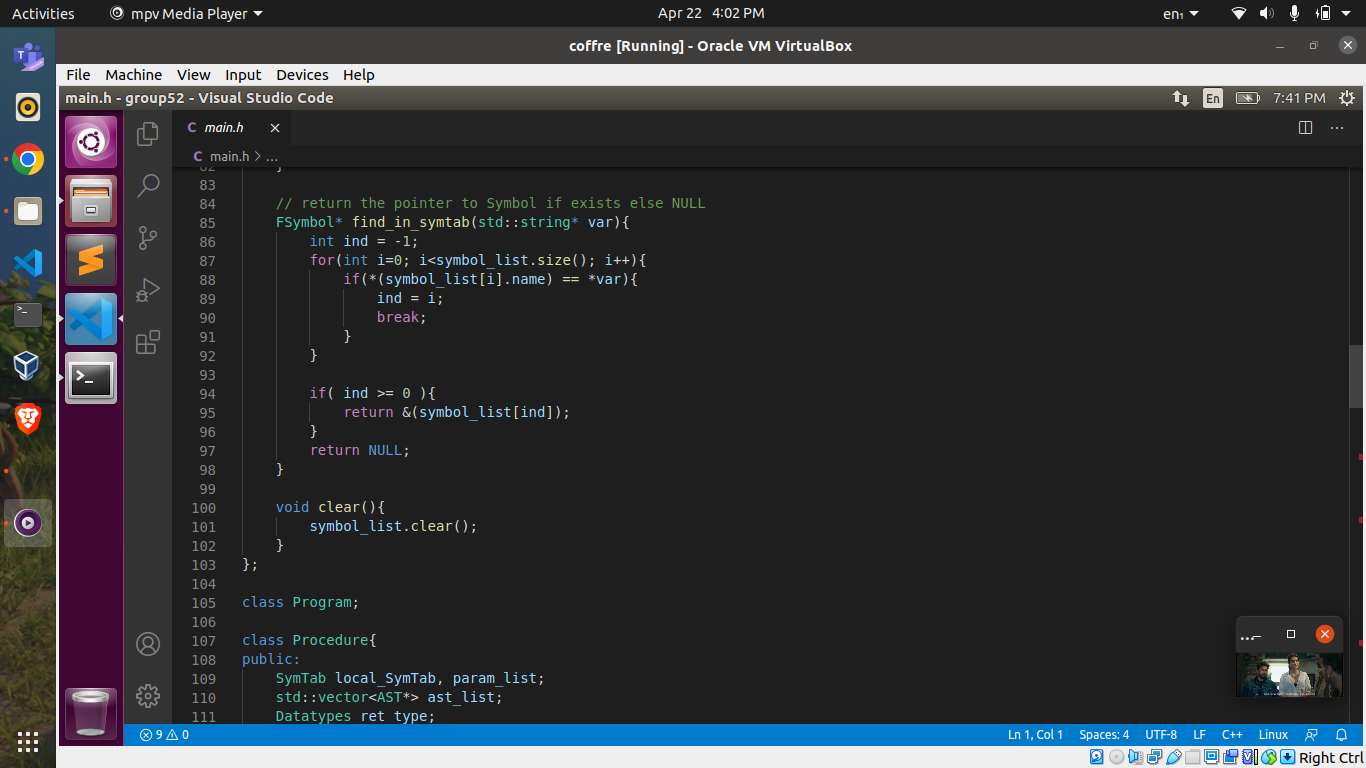 Activities
mpv Media Player
Apr 22 4:02 PM
en₁
coffre [Running] - Oracle VM VirtualBox
File Machine View Input Devices Help
main.h - group52 - Visual Studio Code
En
7:41 PM
C main.h
C main.h > ...
82 }
83
84 // return the pointer to Symbol if exists else NULL
85 FSymbol* find_in_symtab(std::string* var){
86 int ind = -1;
87 for(int i=0; i<symbol_list.size(); i++){
88 if(*(symbol_list[i].name) == *var){
89 ind = i;
90 break;
91 }
92 }
93
94 if( ind >= 0 ){
95 return &(symbol_list[ind]);
96 }
97 return NULL;
98 }
99
100 void clear(){
101 symbol_list.clear();
102 }
103 };
104
105 class Program;
106
107 class Procedure{
108 public:
109 SymTab local_SymTab, param_list;
110 std::vector<AST*> ast_list;
111 Datatypes ret_type;
...
9 0
Ln 1, Col 1
Spaces: 4
UTF-8
LF
C++
Linux
Right Ctrl